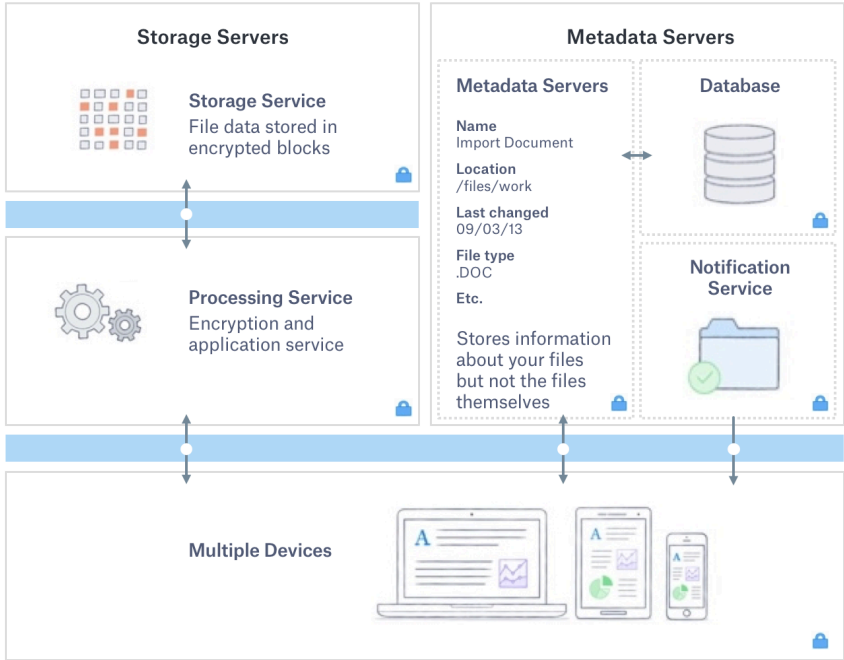 Storage Servers
Storage Service
File data stored in
encrypted blocks
Processing Service
Encryption and
application service
Metadata Servers
Metadata Servers
Name
Import Document
Location
/files/work
Last changed
09/03/13
File type
.DOC
Etc.
Stores information
about your files
but not the files
themselves
Database
Notification
Service
Multiple Devices
A
A
A